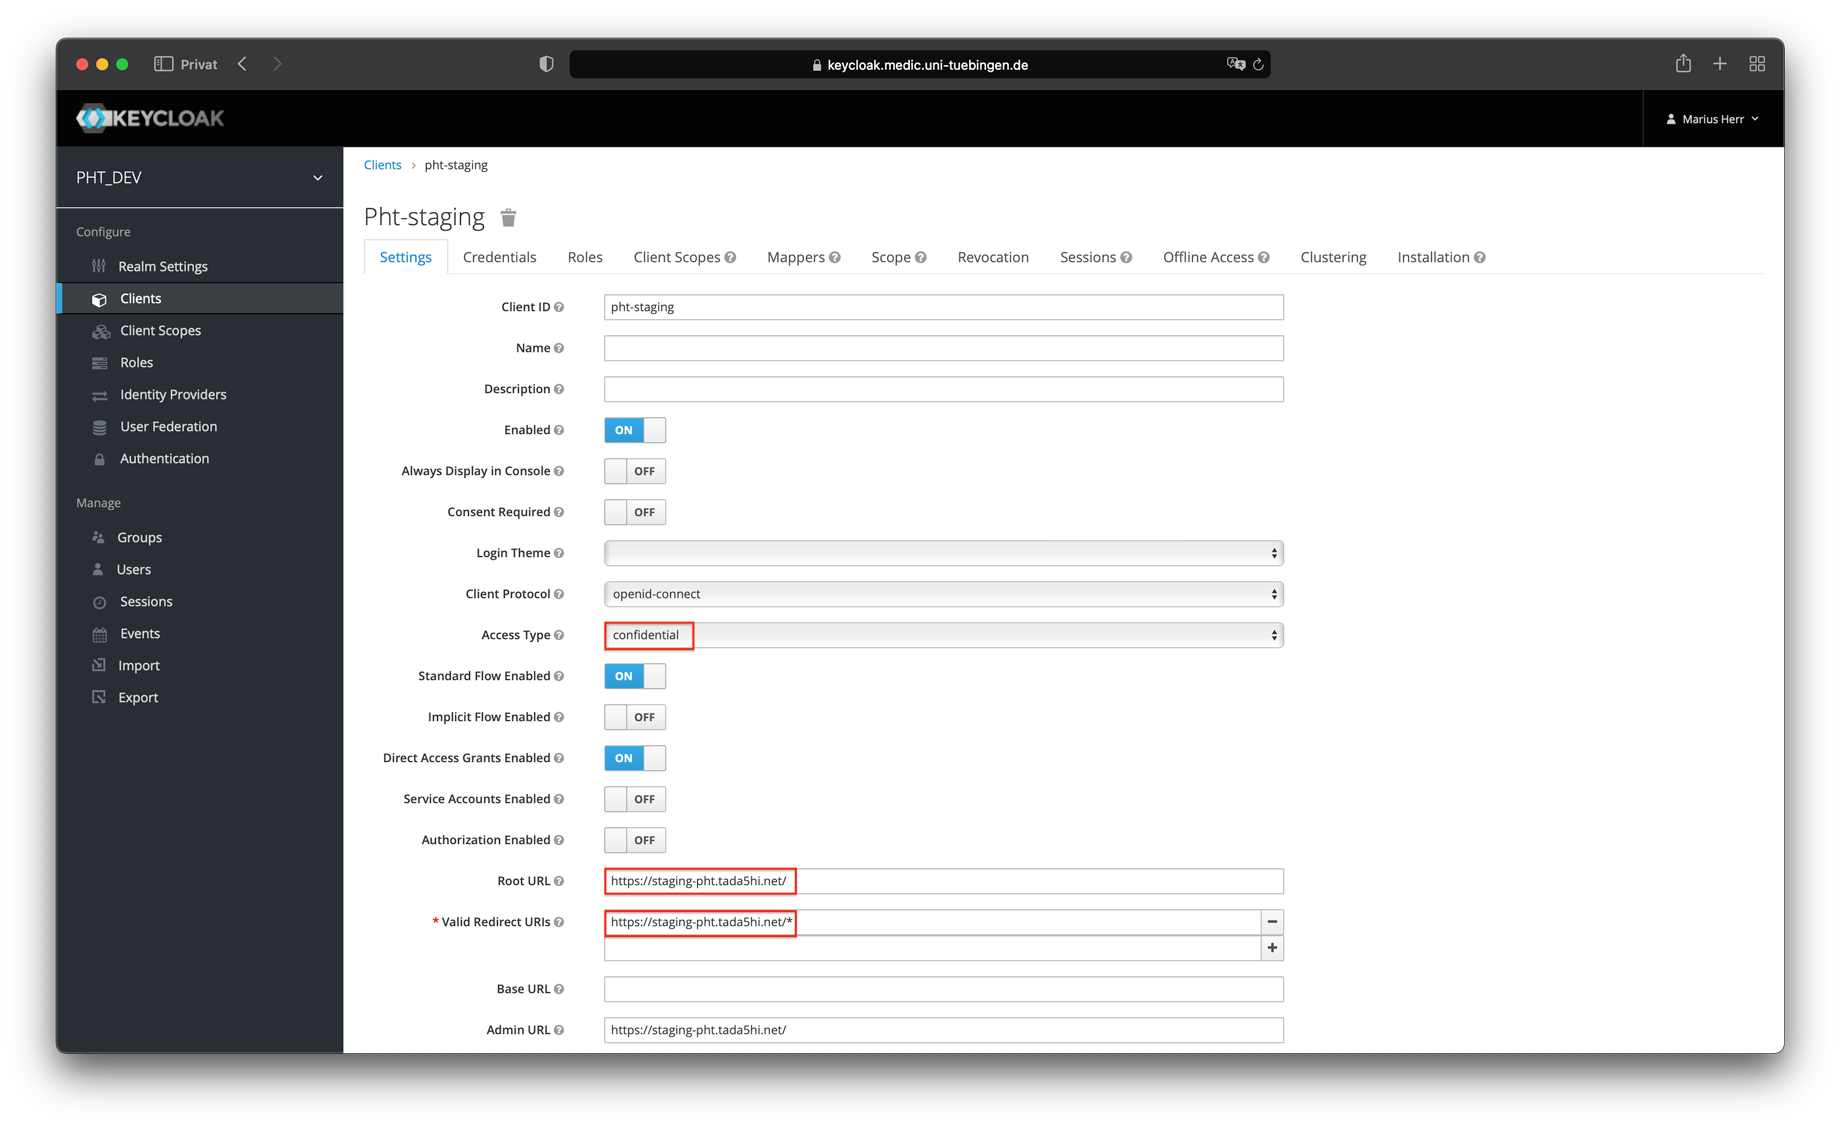 Privat
keycloak.medic.uni-tuebingen.de
KEYCLOAK
Marius Herr
PHT_DEV
Configure
Realm Settings
Clients
Client Scopes
Roles
Identity Providers
User Federation
Authentication
Manage
Groups
Users
Sessions
Events
Import
Export
Clients > pht-staging
Pht-staging
Settings Credentials Roles Client Scopes Mappers Scope Revocation Sessions Offline Access Clustering Installation
Client ID pht-staging
Name
Description
Enabled ON
Always Display in Console OFF
Consent Required OFF
Login Theme
Client Protocol openid-connect
Access Type confidential
Standard Flow Enabled ON
Implicit Flow Enabled OFF
Direct Access Grants Enabled ON
Service Accounts Enabled OFF
Authorization Enabled OFF
Root URL https://staging-pht.tada5hi.net/
* Valid Redirect URIs https://staging-pht.tada5hi.net/*
Base URL
Admin URL https://staging-pht.tada5hi.net/